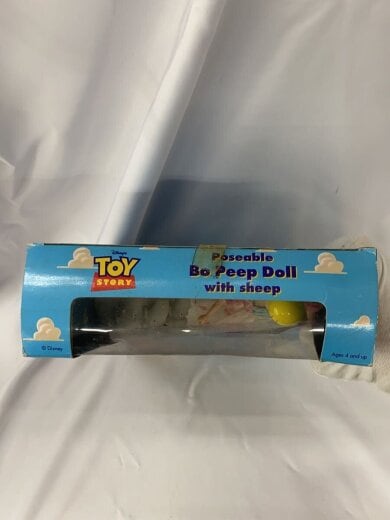 Disney's
TOY
STORY
Poseable
Bo Peep Doll
with sheep
© Disney
Ages 4 and up